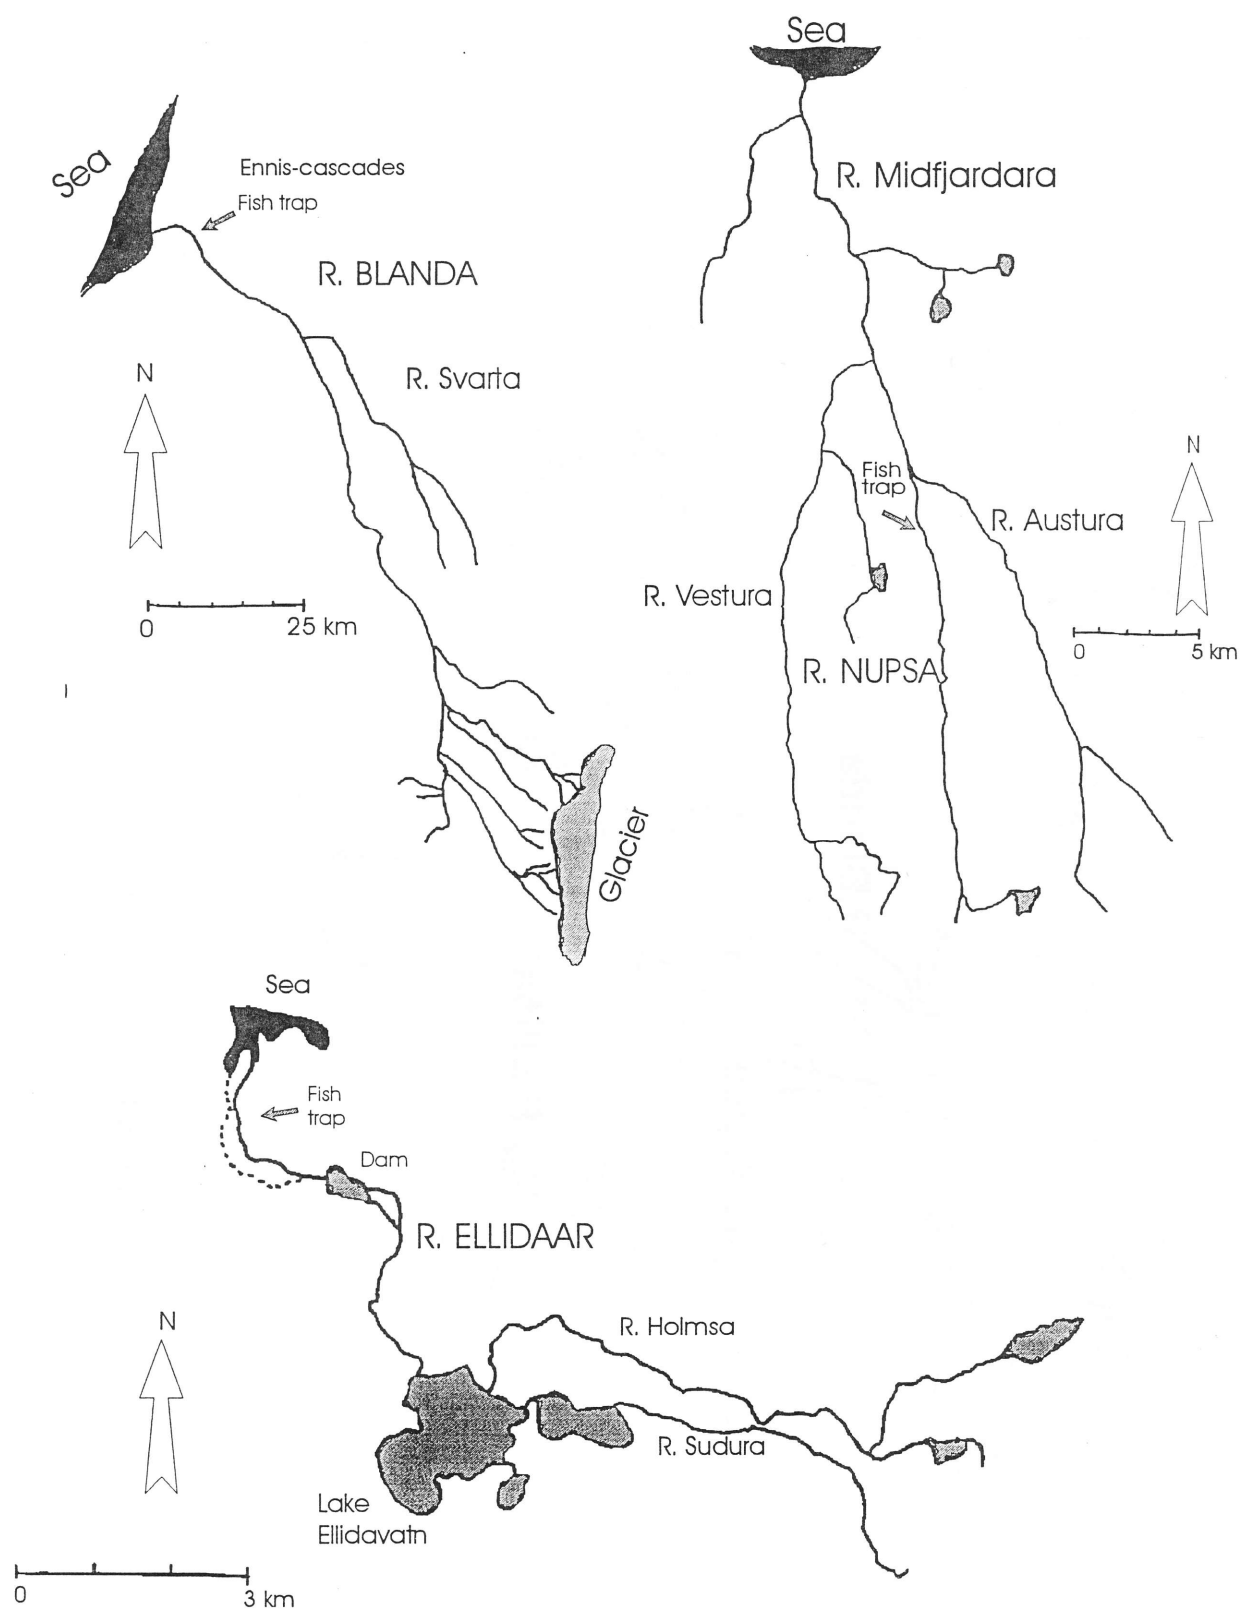 Sea
Ennis-cascades
Fish trap
R. BLANDA
R. Svarta
N
0
25 km
Glacier
Sea
R. Midfjardara
Fish
trap
N
R. Austura
R. Vestura
R. NUPSA
0
5 km
Sea
Fish
trap
Dam
R. ELLIDAAR
N
R. Holmsa
R. Sudura
Lake
Ellidavatn
0
3 km